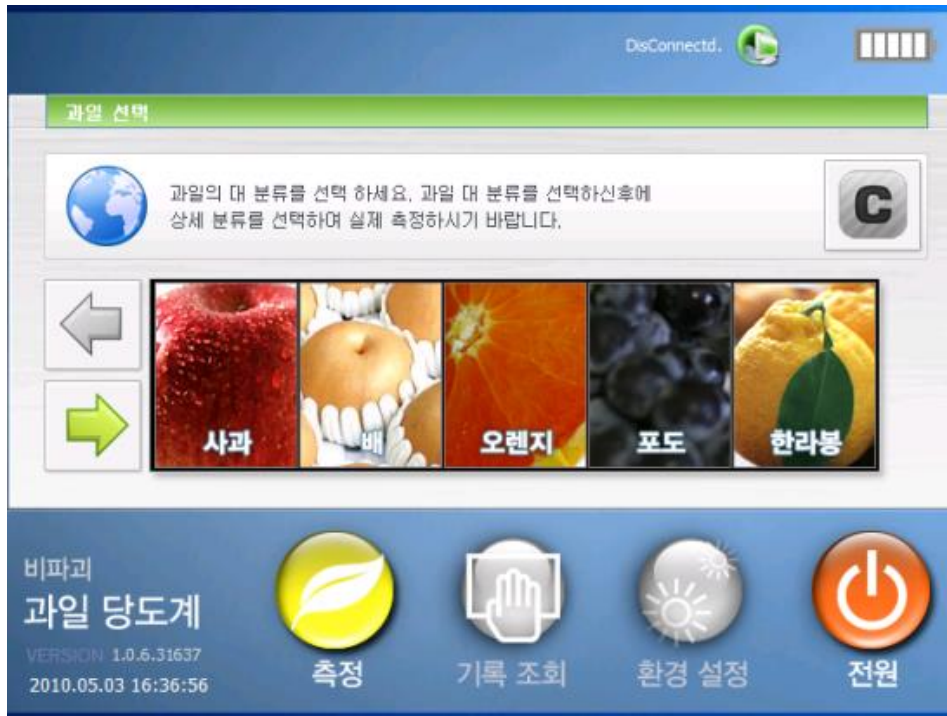 DisConnectd.
과일 선택
과일의 대 분류를 선택 하세요. 과일 대 분류를 선택하신후에
상세 분류를 선택하며 실제 측정하시기 바랍니다.
C
사과
배
오렌지
포도
한라봉
비파괴
과일 당도계
VERSION 1.0.6.31637
2010.05.03 16:36:56
측정
기록 조회
환경 설정
전원